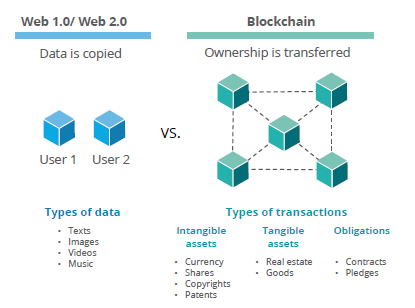 Web 1.0/ Web 2.0
Data is copied
User 1 User 2
VS.
Blockchain
Ownership is transferred
Types of data
• Texts
• Images
• Videos
• Music
Types of transactions
Intangible
assets
• Currency
• Shares
• Copyrights
• Patents
Tangible
assets
• Real estate
• Goods
Obligations
• Contracts
• Pledges